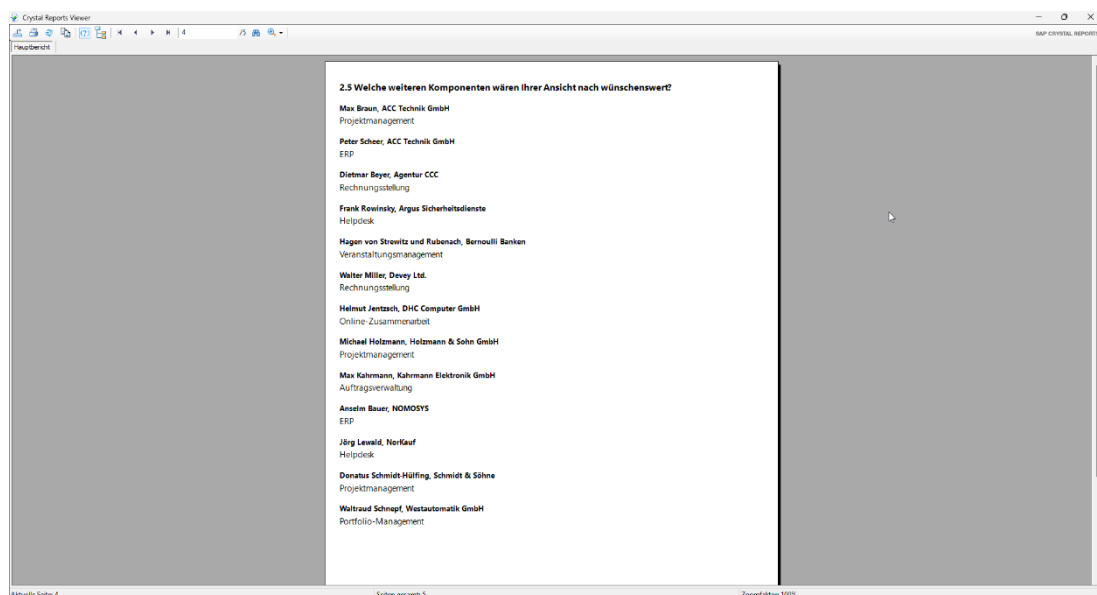 Crystal Reports Viewer
4 /5
SAP CRYSTAL REPORTS
Hauptbericht
2.5 Welche weiteren Komponenten wären Ihrer Ansicht nach wünschenswert?
Max Braun, ACC Technik GmbH
Projektmanagement
Peter Scheer, ACC Technik GmbH
ERP
Dietmar Beyer, Agentur CCC
Rechnungsstellung
Frank Rowinsky, Argus Sicherheitsdienste
Helpdesk
Hagen von Strewitz und Rubenach, Bernoulli Banken
Veranstaltungsmanagement
Walter Miller, Devey Ltd.
Rechnungsstellung
Helmut Jentzsch, DHC Computer GmbH
Online-Zusammenarbeit
Michael Holzmann, Holzmann & Sohn GmbH
Projektmanagement
Max Kahrmann, Kahrmann Elektronik GmbH
Auftragsverwaltung
Anselm Bauer, NOMOSYS
ERP
Jörg Lewald, NorKauf
Helpdesk
Donatus Schmidt-Hülfing, Schmidt & Söhne
Projektmanagement
Waltraud Schnepf, Westautomatik GmbH
Portfolio-Management
Aktuelle Seite: 4
Seiten gesamt: 5
Zoomfaktor: 100%